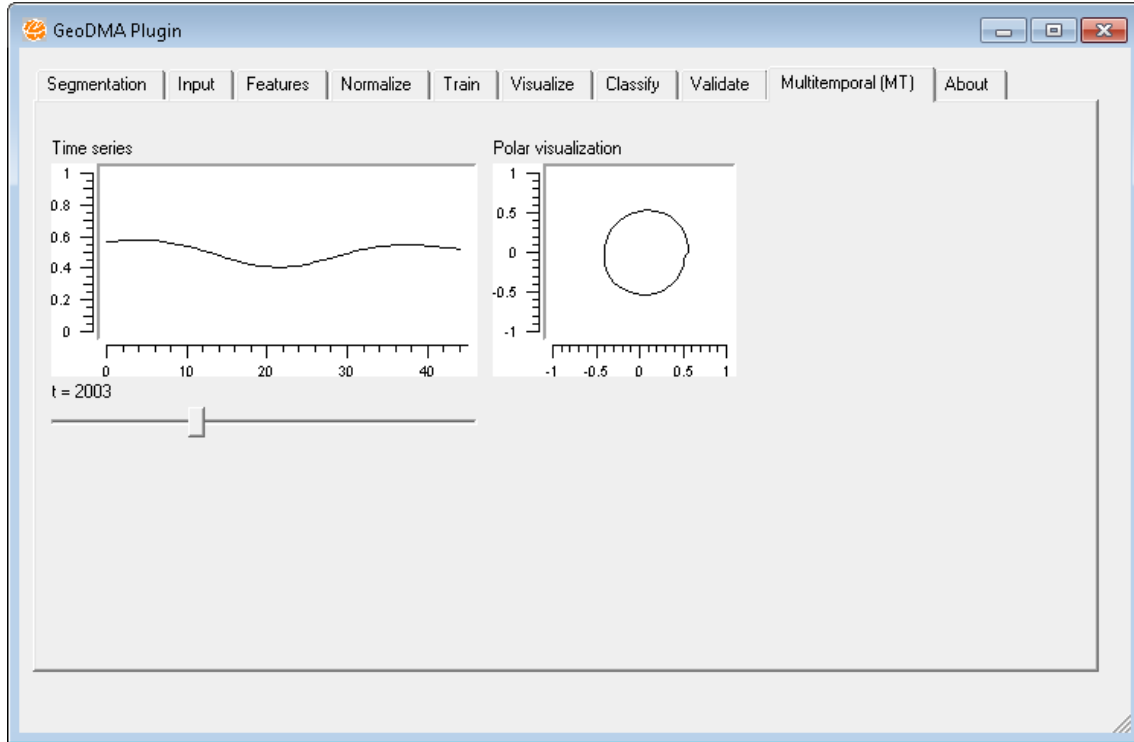 GeoDMA Plugin
Segmentation Input Features Normalize Train Visualize Classify Validate Multitemporal (MT) About
Time series
1
0.8
0.6
0.4
0.2
0
0 10 20 30 40
Polar visualization
1
0.5
0
-0.5
-1
-1 -0.5 0 0.5 1
t = 2003